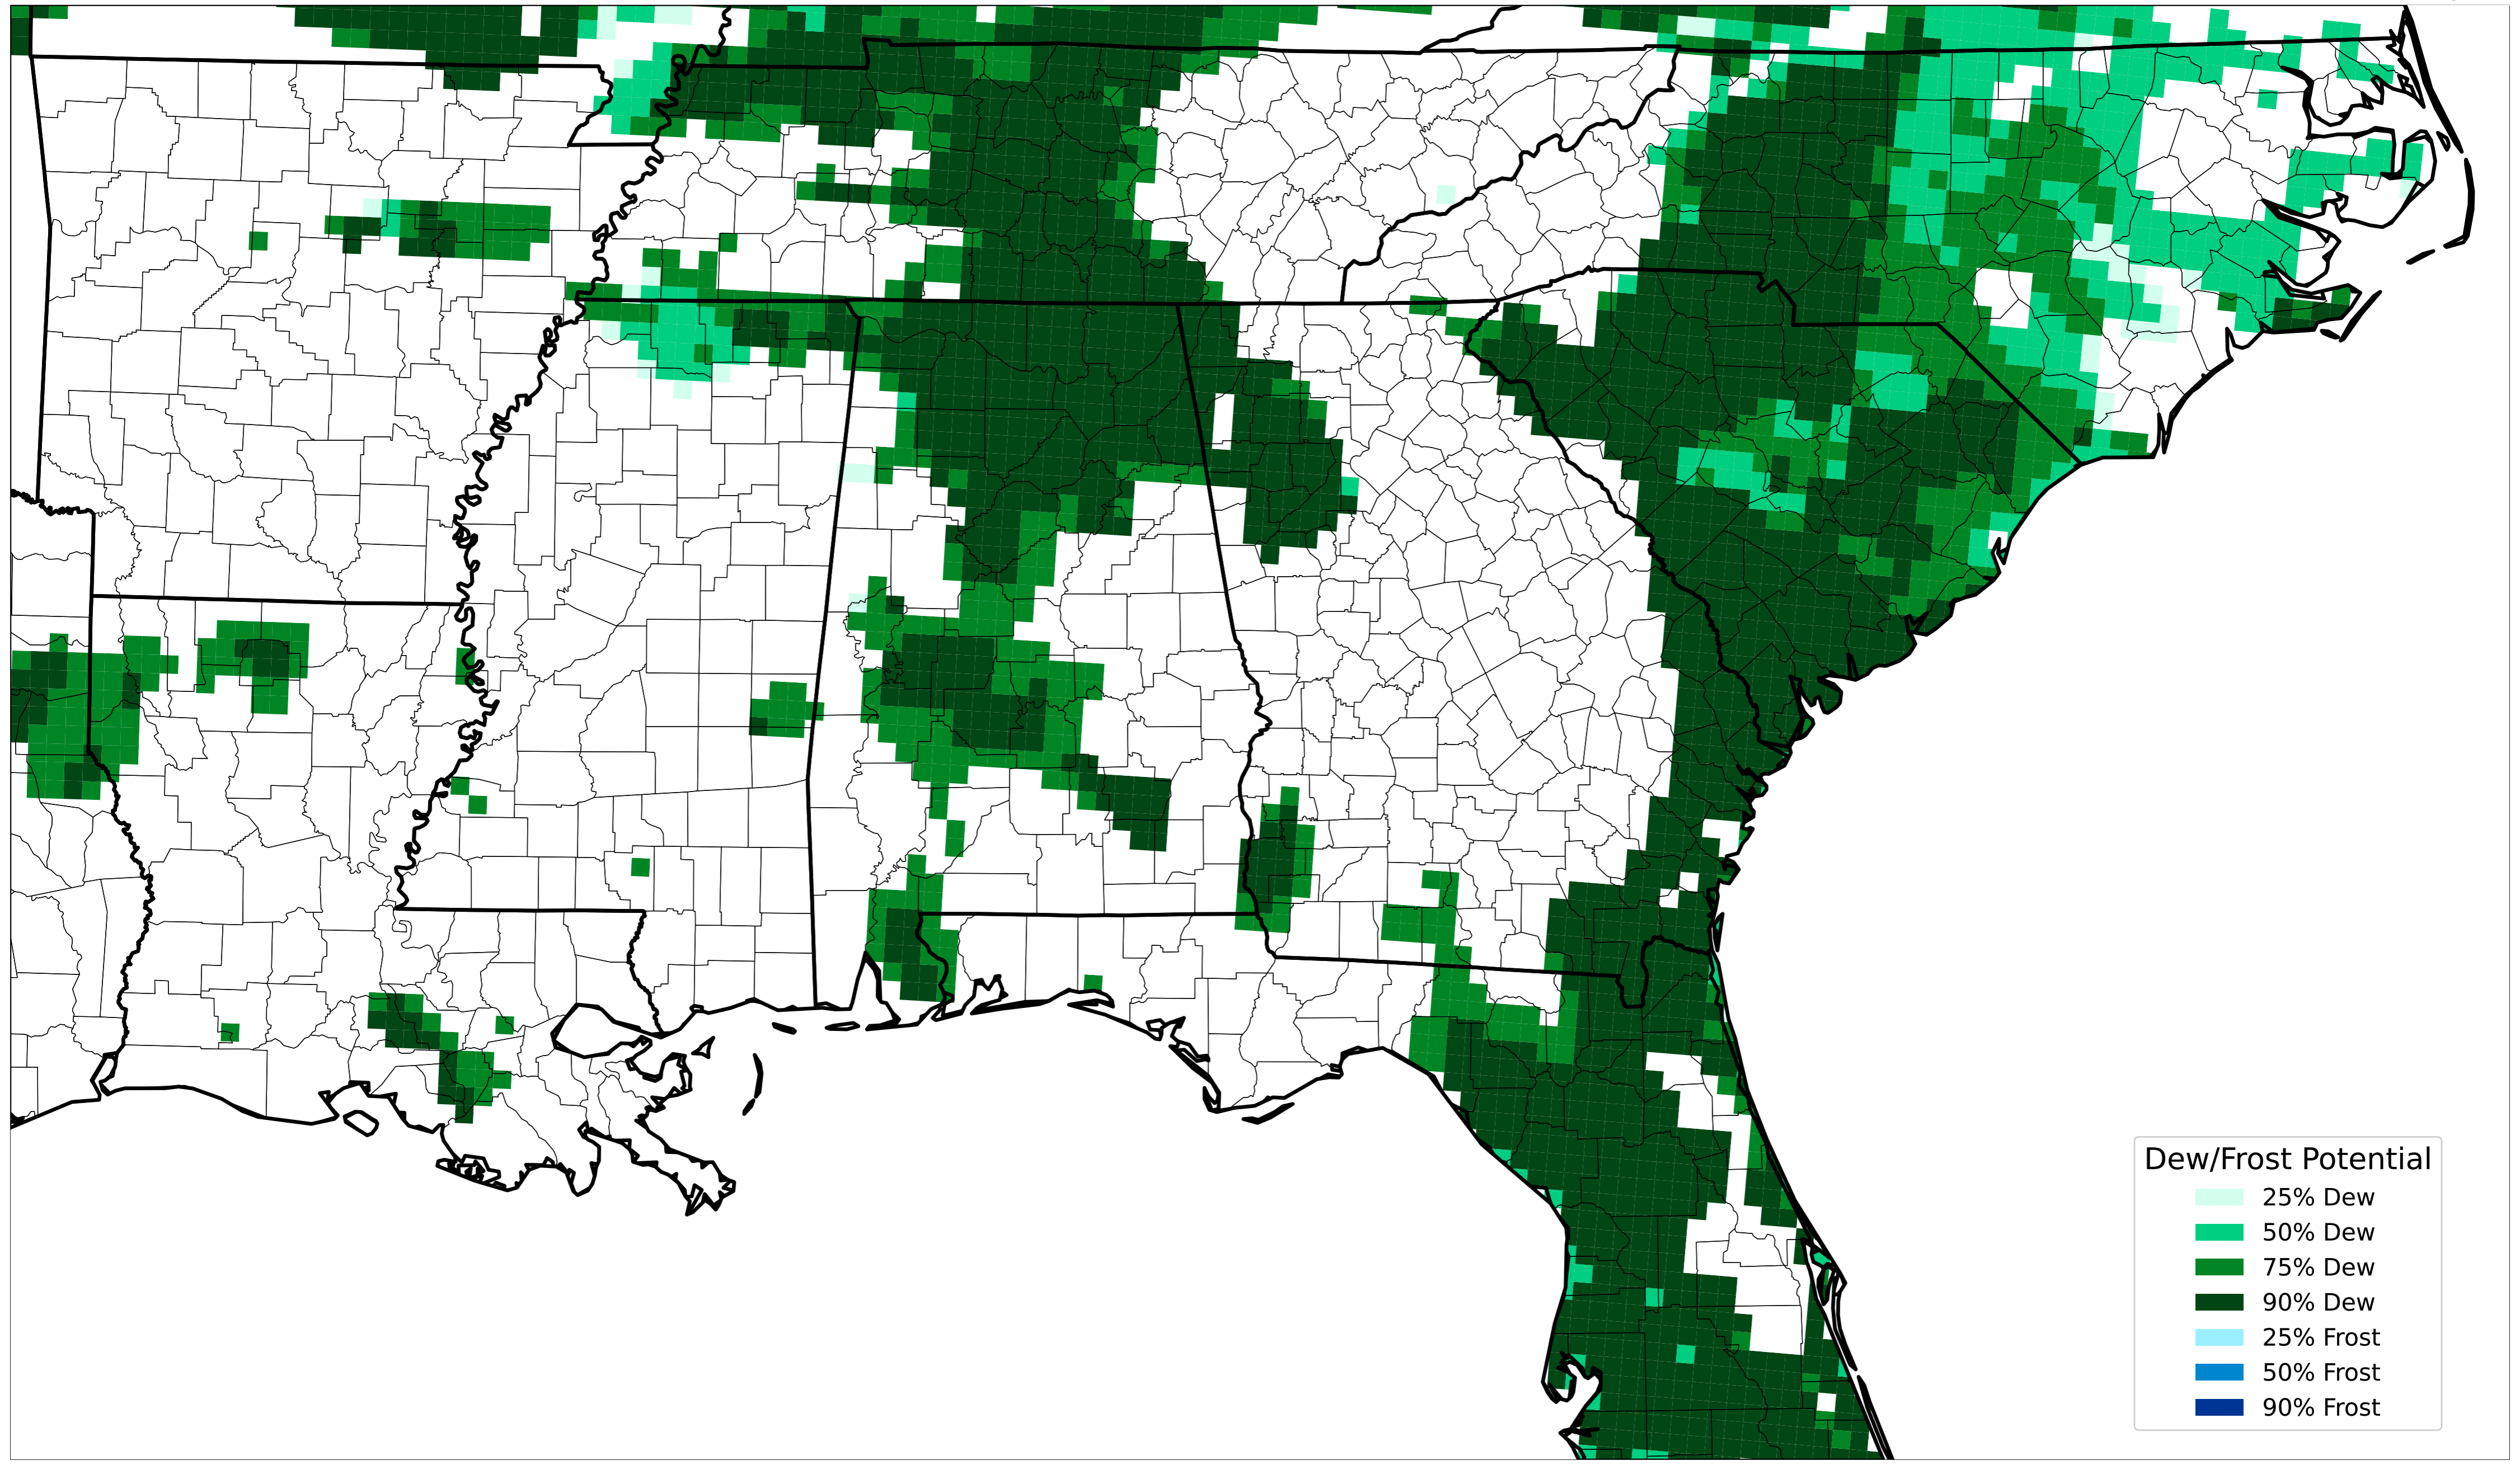 Dew/Frost Potential
25% Dew
50% Dew
75% Dew
90% Dew
25% Frost
50% Frost
90% Frost